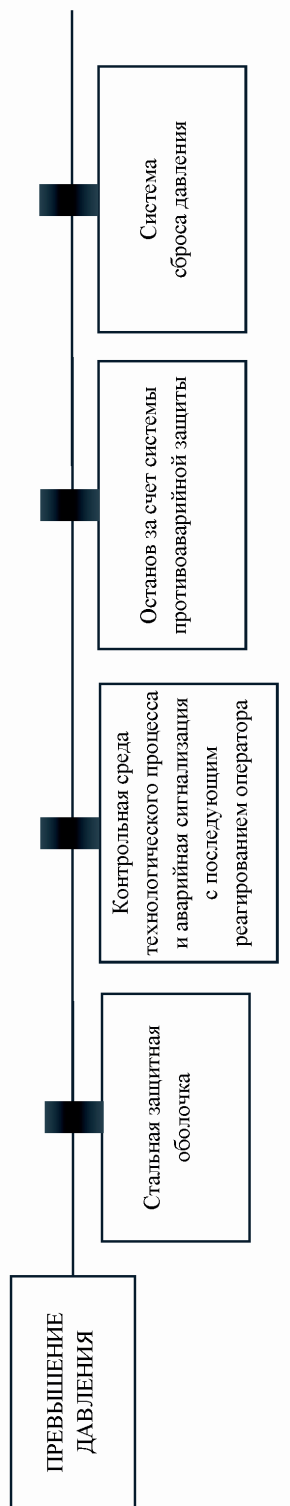 ПРЕВЫШЕНИЕ
ДАВЛЕНИЯ
Стальная защитная
оболочка
Контрольная среда
технологического процесса
и аварийная сигнализация
с последующим
реагированием оператора
Останов за счет системы
противоаварийной защиты
Система
сброса давления